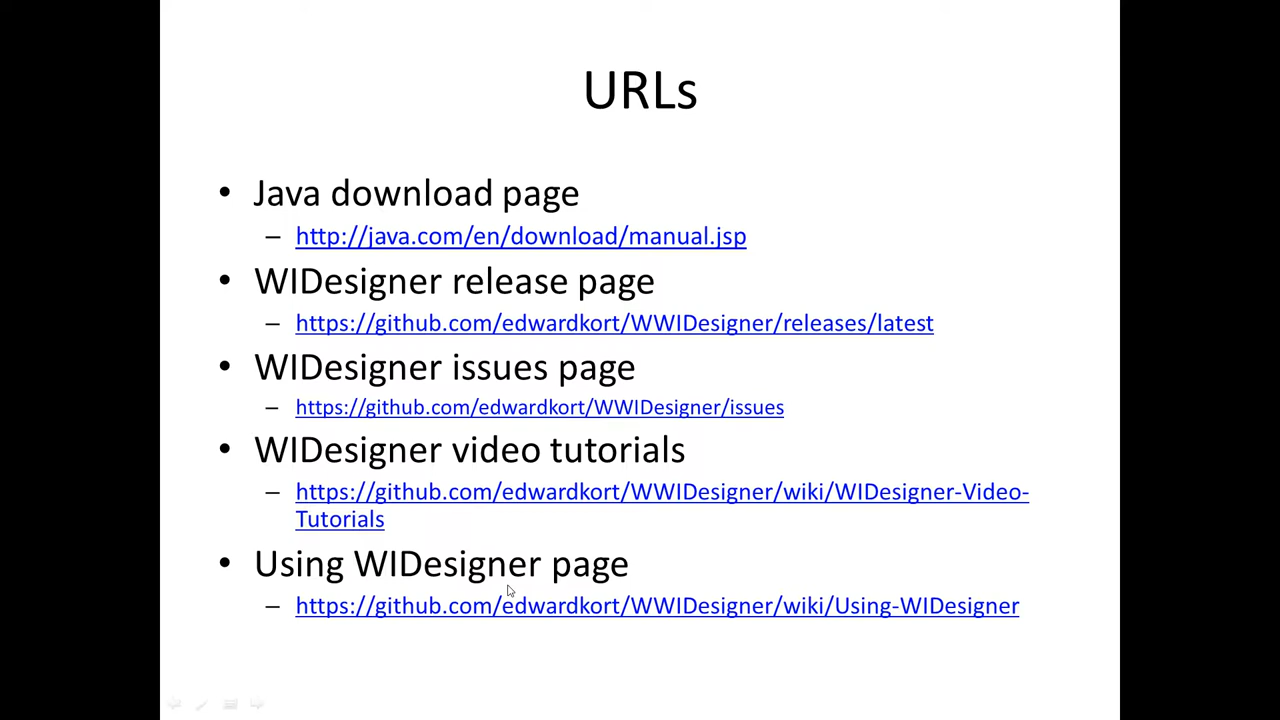 URLs
• Java download page
– http://java.com/en/download/manual.jsp
• WIDesigner release page
– https://github.com/edwardkort/WWIDesigner/releases/latest
• WIDesigner issues page
– https://github.com/edwardkort/WWIDesigner/issues
• WIDesigner video tutorials
– https://github.com/edwardkort/WWIDesigner/wiki/WIDesigner-Video-
Tutorials
• Using WIDesigner page
– https://github.com/edwardkort/WWIDesigner/wiki/Using-WIDesigner